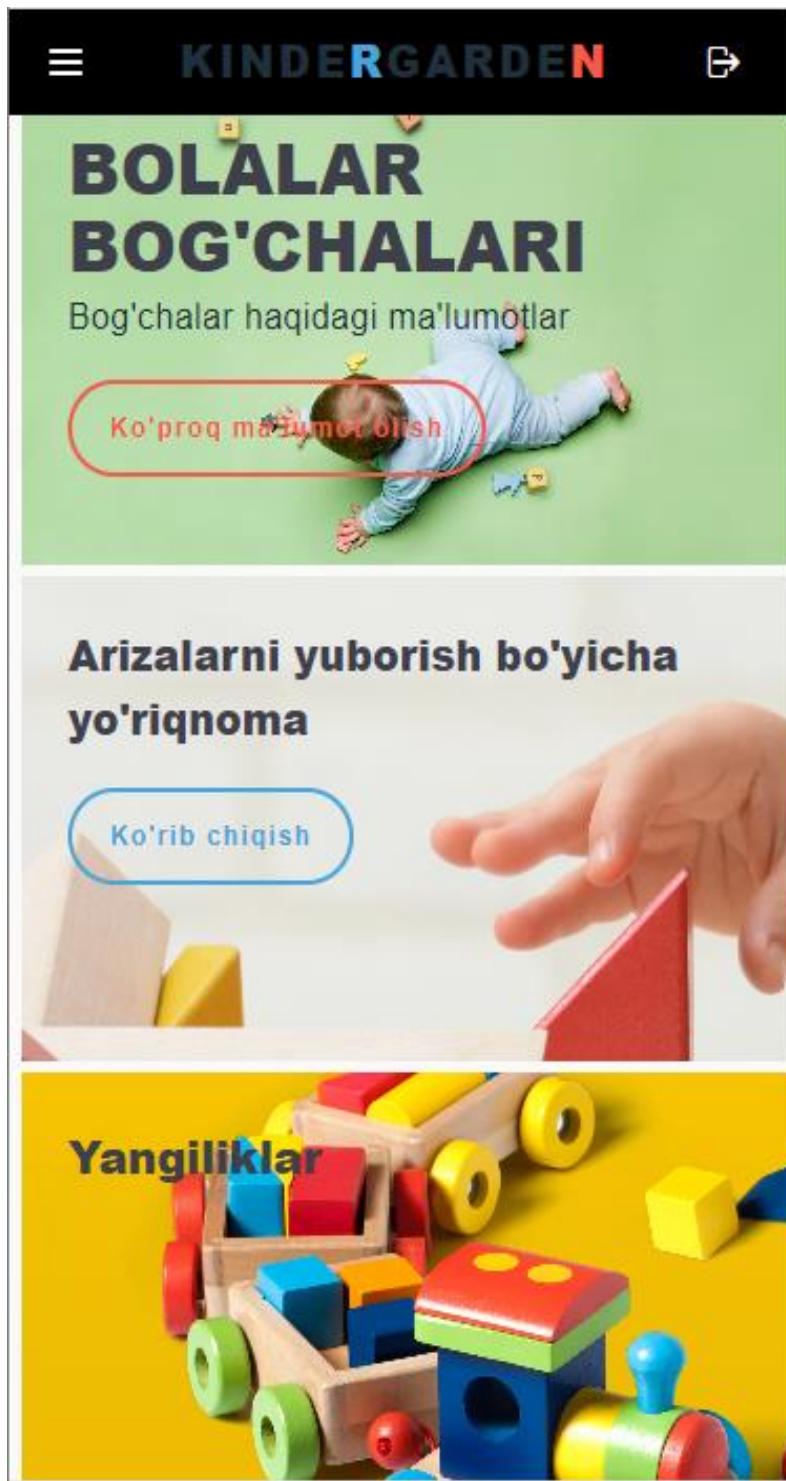 KINDERGARDEN
BOLALAR
BOG'CHALARI
Bog'chalar haqidagi ma'lumotlar
Ko'proq ma'lumot olish
Arizalarni yuborish bo'yicha
yo'riqnoma
Ko'rib chiqish
Yangiliklar